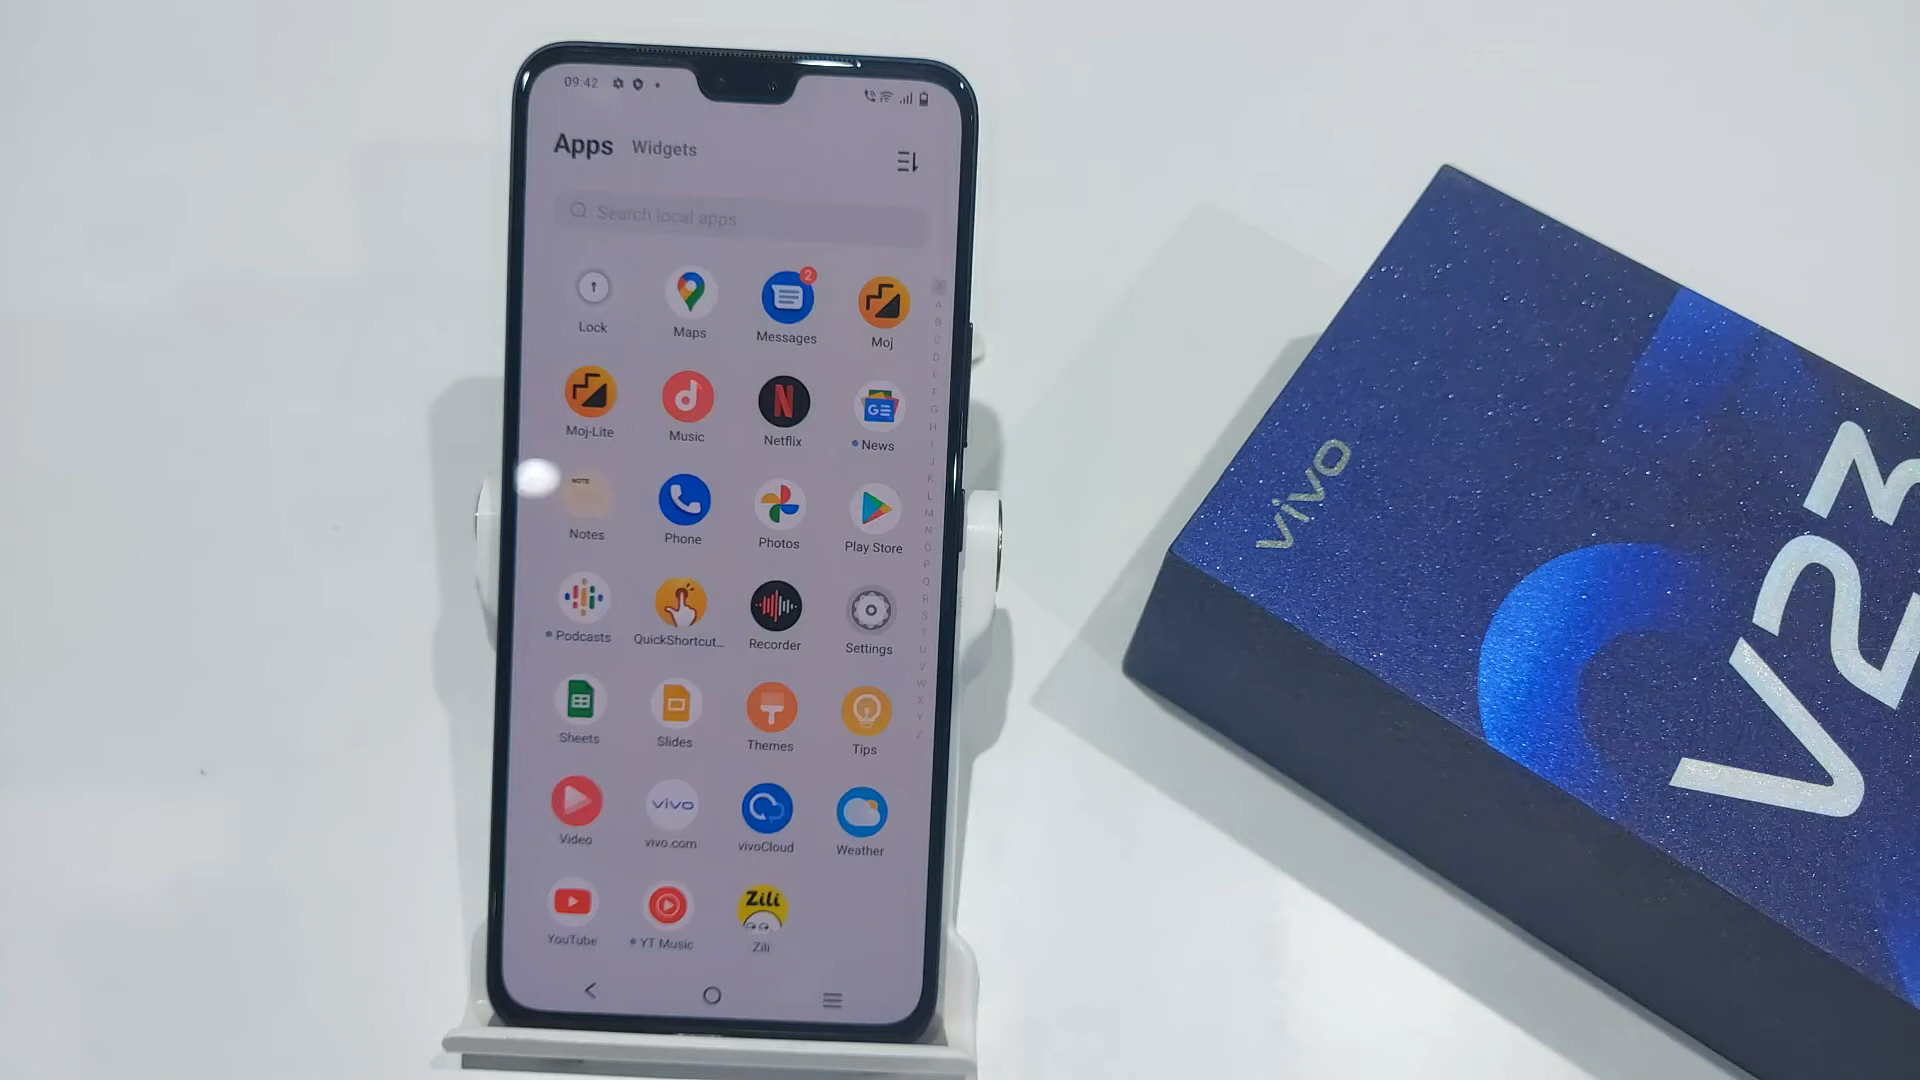 09:42
Apps Widgets
Search local apps
Lock Maps Messages Moj
2
Moj-Lite Music Netflix News
GE
NOTE
Notes Phone Photos Play Store
Podcasts QuickShortcut... Recorder Settings
Sheets Slides Themes Tips
vivo
Video vivo.com vivoCloud Weather
Zili
YouTube YT Music Zili
A
B
C
D
E
F
G
H
I
J
K
L
M
N
O
P
Q
R
S
T
U
V
W
X
Y
Z
vivo
V23